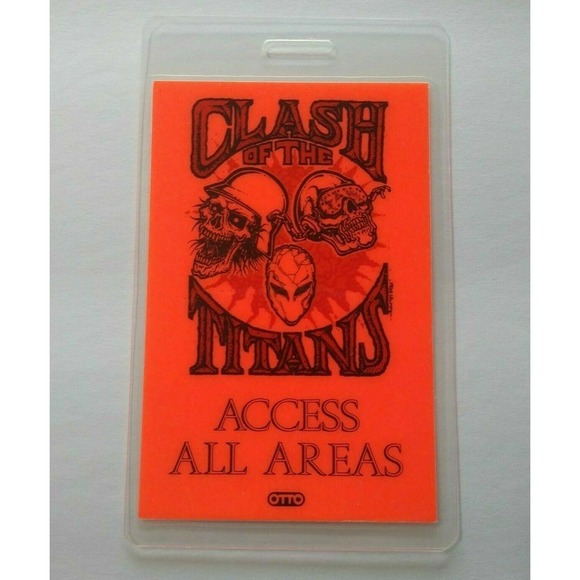 CLASH
OF THE
TITANS
ACCESS
ALL AREAS
OTTO